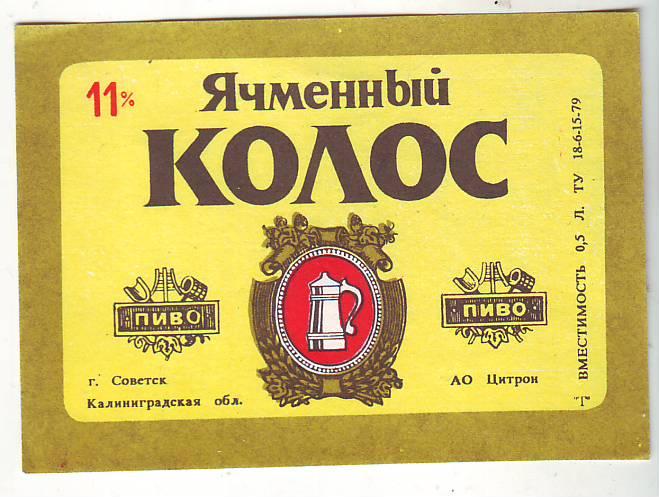 11%
Ячменный
КОЛОС
ПИВО
ПИВО
г. Советск
Калининградская обл.
АО Цитрон
ВМЕСТИМОСТЬ 0,5 Л. ТУ 18-6-15-79
"Т"